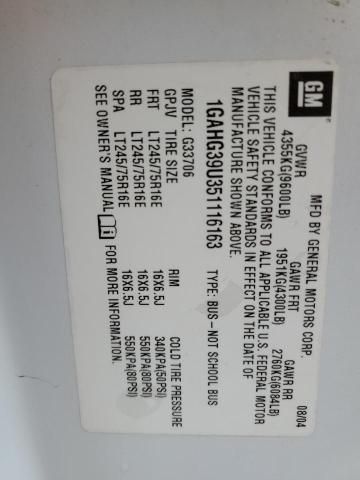 GM
MFD BY GENERAL MOTORS CORP. 08/04
GVWR GAWR FRT GAWR RR
4355KG(9600LB) 1951KG(4300LB) 2760KG(6084LB)
THIS VEHICLE CONFORMS TO ALL APPLICABLE U.S. FEDERAL MOTOR
VEHICLE SAFETY STANDARDS IN EFFECT ON THE DATE OF
MANUFACTURE SHOWN ABOVE.
1GAHG39U351116163 TYPE: BUS-NOT SCHOOL BUS
MODEL: G33706
GPJV TIRE SIZE RIM COLD TIRE PRESSURE
FRT LT245/75R16E 16X6.5J 340KPA(50PSI)
RR LT245/75R16E 16X6.5J 550KPA(80PSI)
SPA LT245/75R16E 16X6.5J 550KPA(80PSI)
SEE OWNER'S MANUAL i FOR MORE INFORMATION.